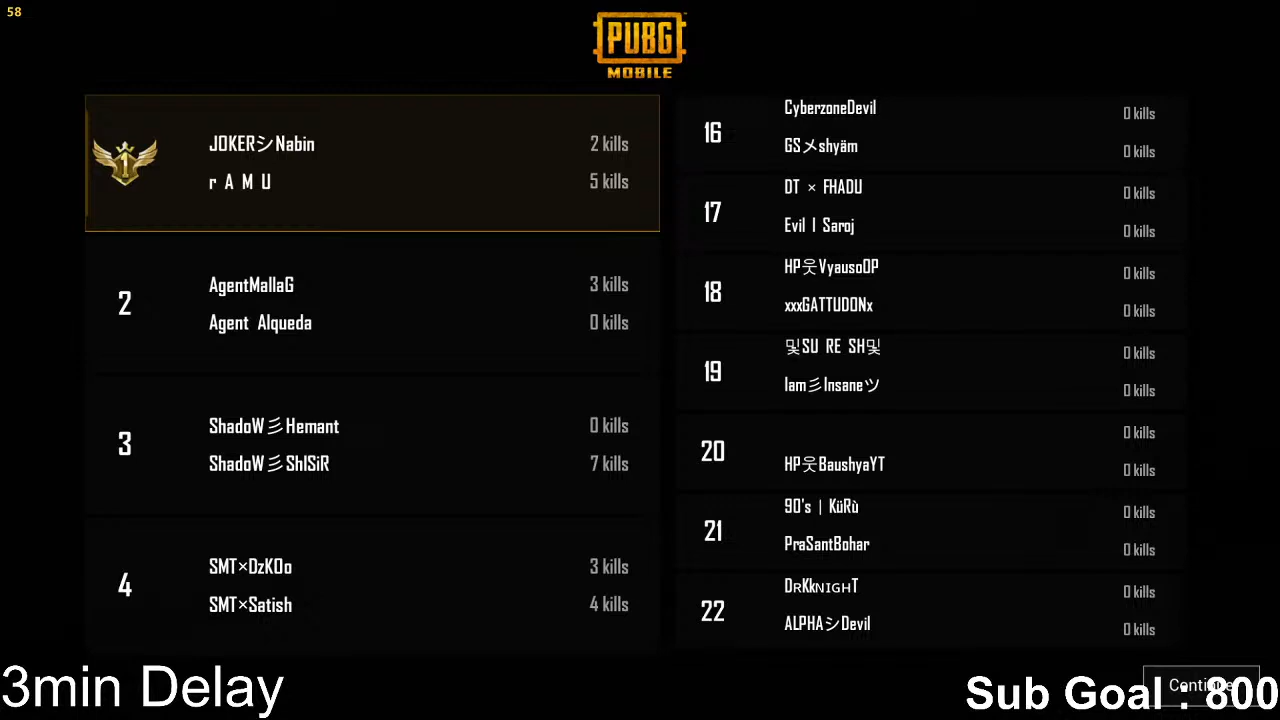 58
PUBG
MOBILE
JOKERシNabin 2 kills
r A M U 5 kills
2
AgentMallaG 3 kills
Agent Alqueda 0 kills
3
ShadoW彡Hemant 0 kills
ShadoW彡ShISiR 7 kills
4
SMT×DzKOo 3 kills
SMT×Satish 4 kills
16
CyberzoneDevil 0 kills
GSメshyäm 0 kills
17
DT × FHADU 0 kills
Evil I Saroj 0 kills
18
HP웃VyausoOP 0 kills
xxxGATTUDONx 0 kills
19
및SU RE SH및 0 kills
Iam彡Insaneツ 0 kills
20
0 kills
HP웃BaushyaYT 0 kills
21
90's | KüRù 0 kills
PraSantBohar 0 kills
22
DʀKkɴɪɢʜT 0 kills
ALPHAシDevil 0 kills
3min Delay
Continue
Sub Goal : 800